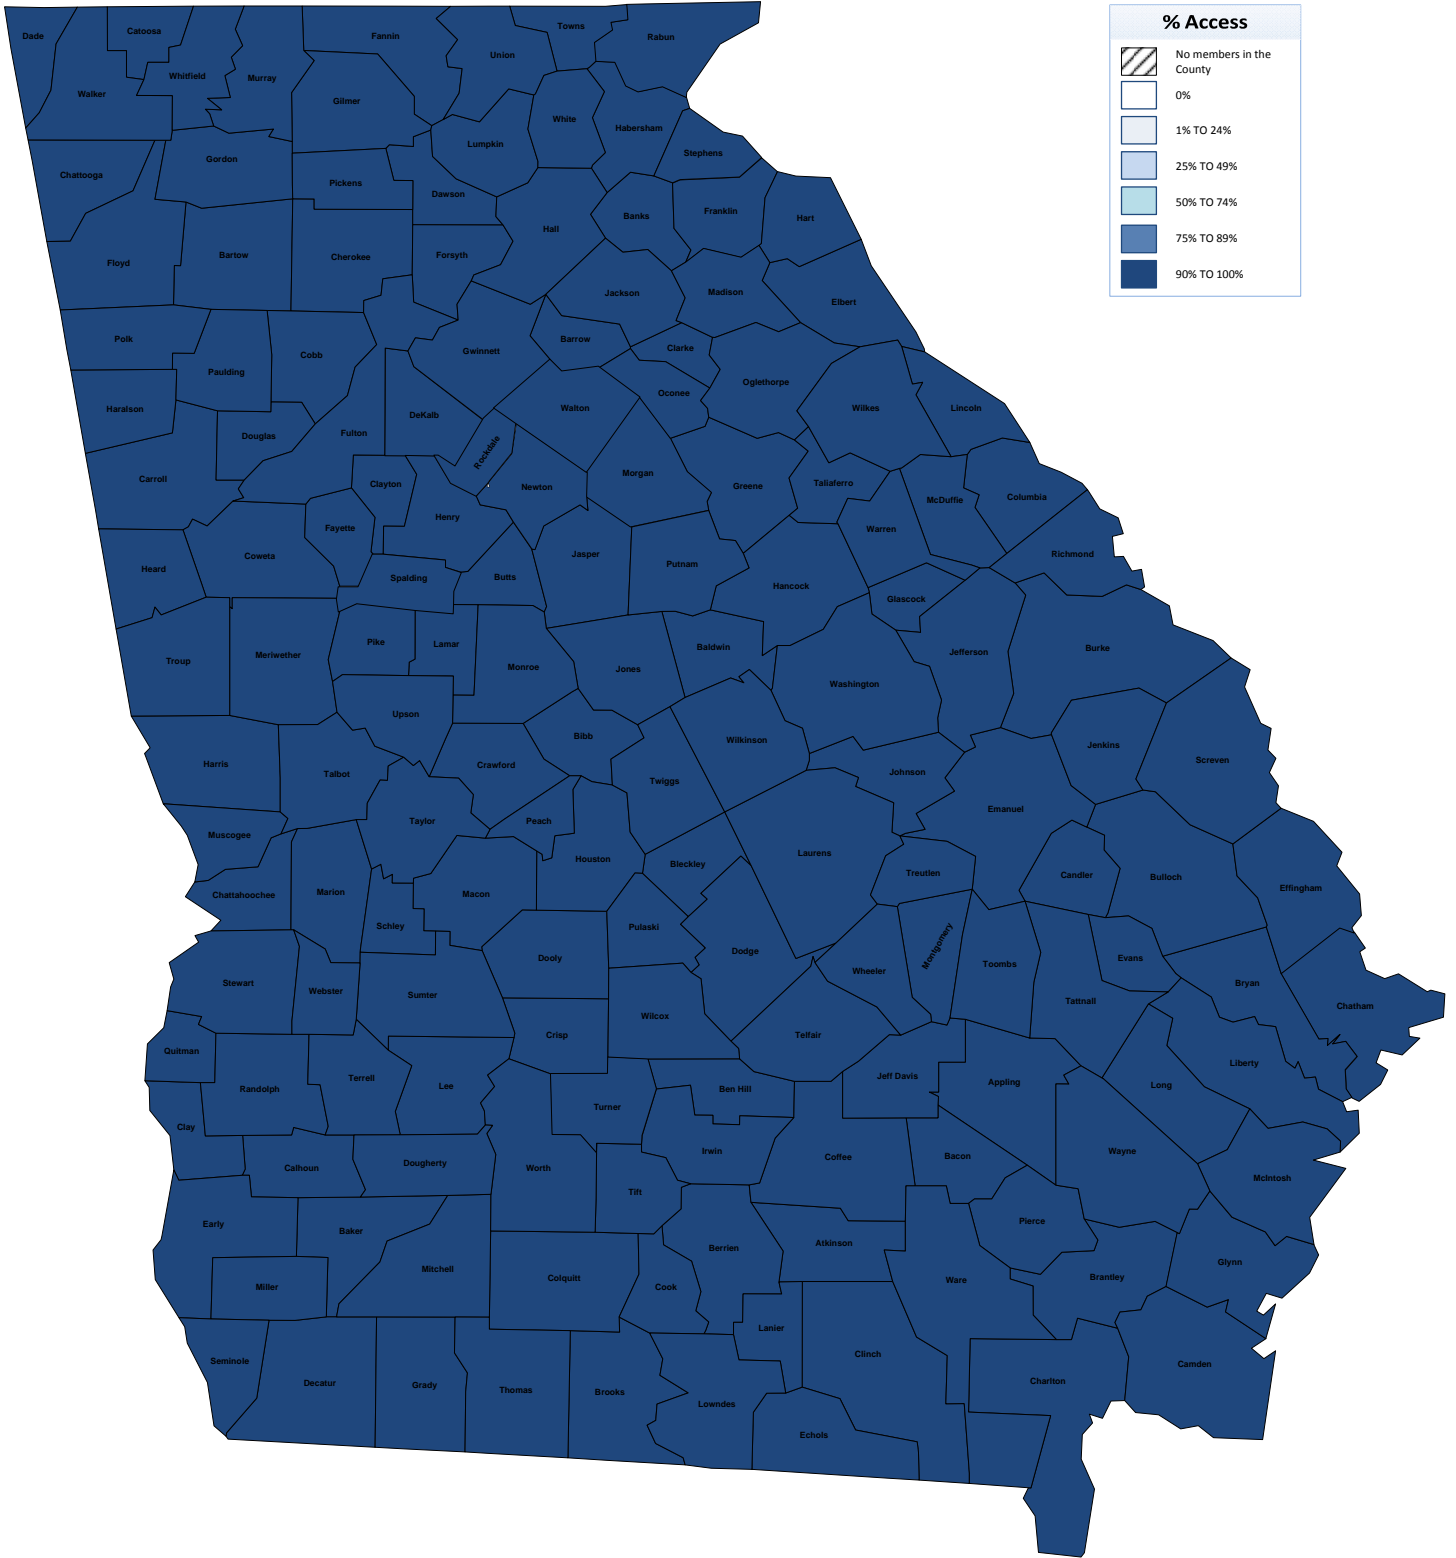 % Access
No members in the
County
0%
1% TO 24%
25% TO 49%
50% TO 74%
75% TO 89%
90% TO 100%
Dade
Catoosa
Fannin
Towns
Rabun
Union
Walker
Whitfield
Murray
Gilmer
White
Habersham
Lumpkin
Stephens
Chattooga
Gordon
Pickens
Dawson
Banks
Franklin
Hart
Hall
Floyd
Bartow
Cherokee
Forsyth
Jackson
Madison
Elbert
Polk
Paulding
Cobb
Gwinnett
Barrow
Clarke
Oglethorpe
Oconee
Haralson
Douglas
Fulton
DeKalb
Rockdale
Walton
Wilkes
Lincoln
Carroll
Clayton
Newton
Morgan
Greene
Taliaferro
McDuffie
Columbia
Fayette
Henry
Warren
Richmond
Heard
Coweta
Spalding
Butts
Jasper
Putnam
Hancock
Glascock
Troup
Meriwether
Pike
Lamar
Monroe
Jones
Baldwin
Washington
Jefferson
Burke
Upson
Bibb
Wilkinson
Jenkins
Screven
Harris
Talbot
Crawford
Twiggs
Johnson
Emanuel
Muscogee
Taylor
Peach
Houston
Bleckley
Laurens
Treutlen
Candler
Bulloch
Effingham
Chattahoochee
Marion
Macon
Schley
Pulaski
Dodge
Montgomery
Stewart
Webster
Sumter
Dooly
Wheeler
Toombs
Evans
Tattnall
Bryan
Chatham
Quitman
Crisp
Wilcox
Telfair
Liberty
Randolph
Terrell
Lee
Turner
Ben Hill
Jeff Davis
Appling
Long
Clay
Calhoun
Dougherty
Worth
Irwin
Coffee
Bacon
Wayne
McIntosh
Early
Baker
Tift
Berrien
Atkinson
Pierce
Glynn
Miller
Mitchell
Colquitt
Cook
Ware
Brantley
Seminole
Lanier
Clinch
Camden
Decatur
Grady
Thomas
Brooks
Lowndes
Charlton
Echols